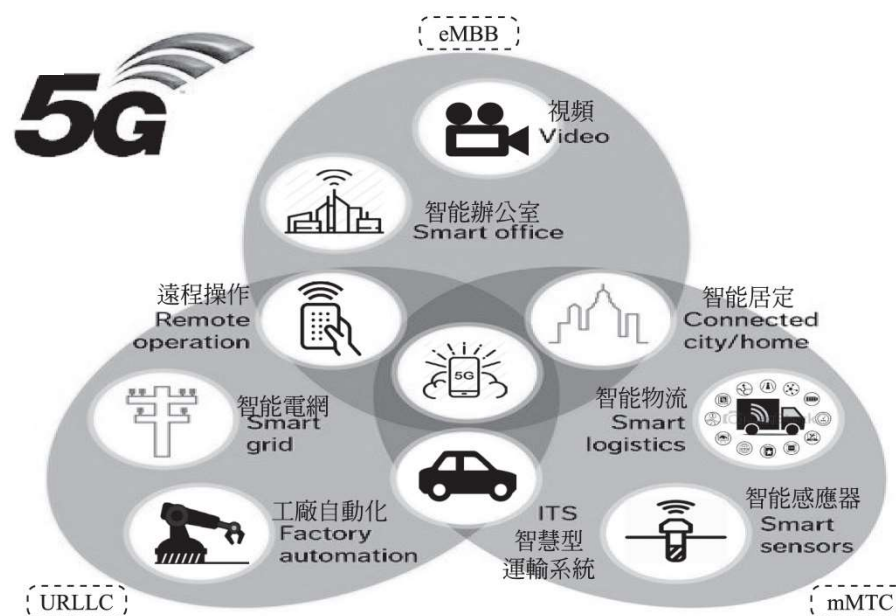 eMBB
5G
視頻
Video
智能辦公室
Smart office
遠程操作
Remote
operation
智能居定
Connected
city/home
5G
智能電網
Smart
grid
智能物流
Smart
logistics
工廠自動化
Factory
automation
ITS
智慧型
運輸系統
智能感應器
Smart
sensors
URLLC
mMTC